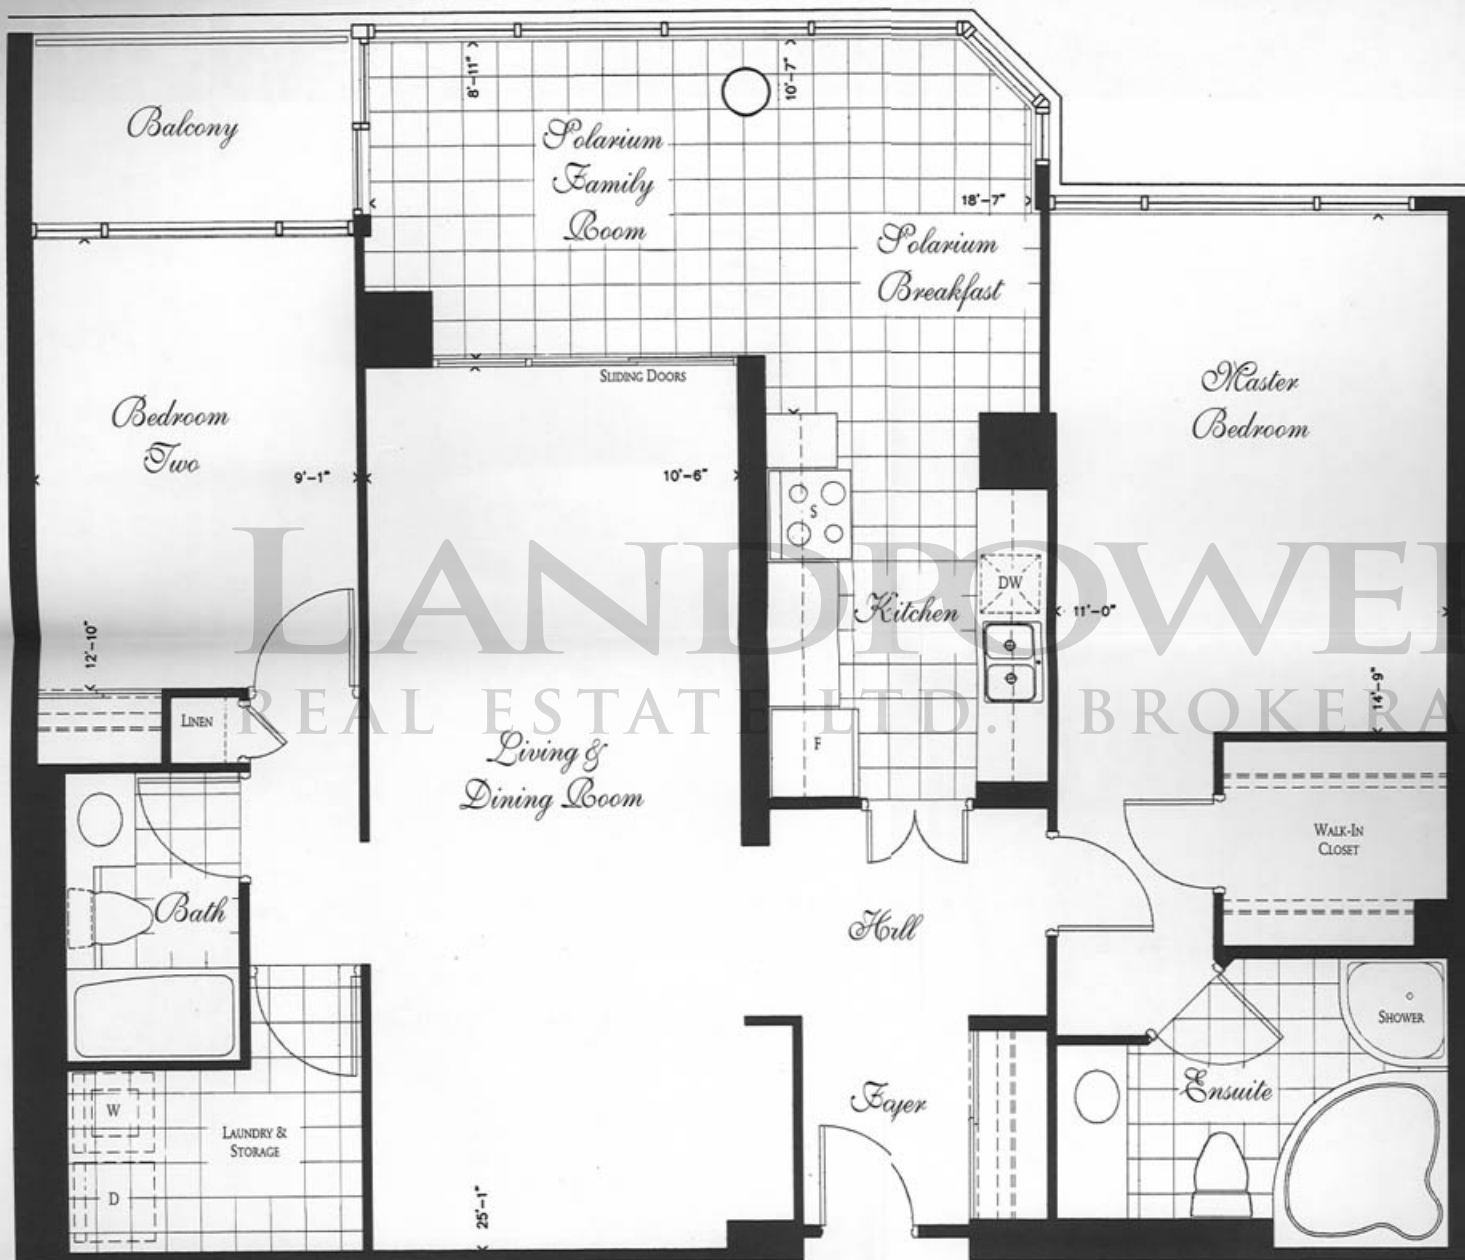 Balcony
8'-11"
10'-7"
Solarium
Family
Room
18'-7"
Solarium
Breakfast
SLIDING DOORS
Master
Bedroom
Bedroom
Two
9'-1"
10'-6"
S
LANDPOWE
DW
Kitchen
11'-0"
12'-10"
REAL ESTATE LTD. BROKERA
14'-9"
LINEN
F
Living &
Dining Room
WALK-IN
CLOSET
Bath
Hall
SHOWER
Ensuite
Foyer
W
LAUNDRY &
STORAGE
D
25'-1"